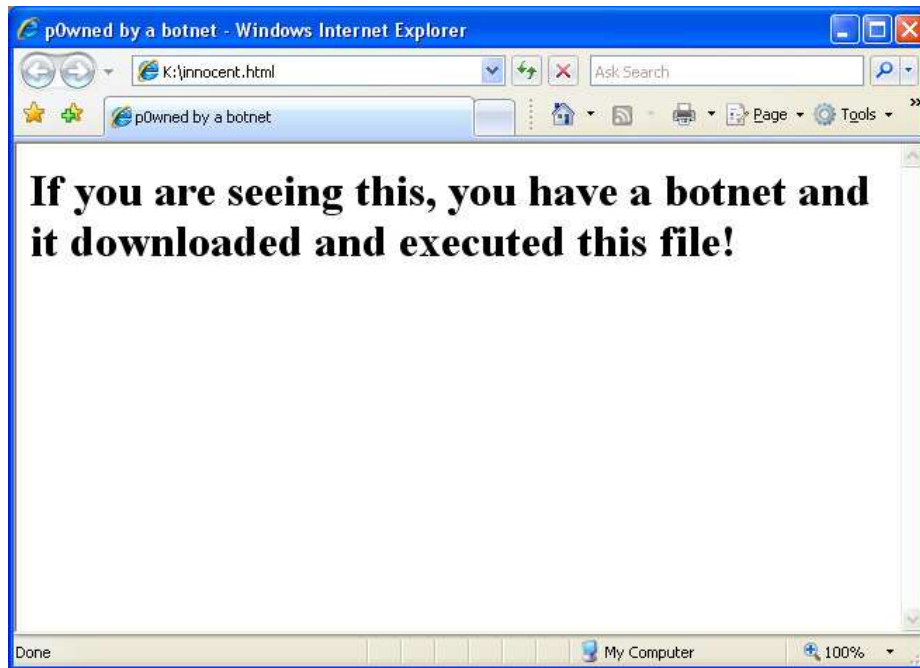 p0wned by a botnet - Windows Internet Explorer
K:\innocent.html
Ask Search
p0wned by a botnet
Page
Tools
»
If you are seeing this, you have a botnet and
it downloaded and executed this file!
Done
My Computer
100%